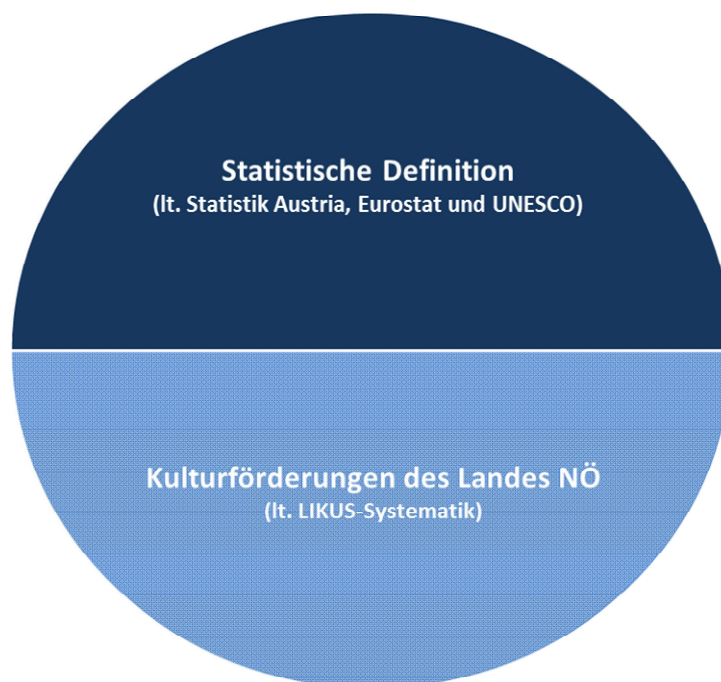 Statistische Definition
(lt. Statistik Austria, Eurostat und UNESCO)
Kulturförderungen des Landes NÖ
(lt. LIKUS-Systematik)